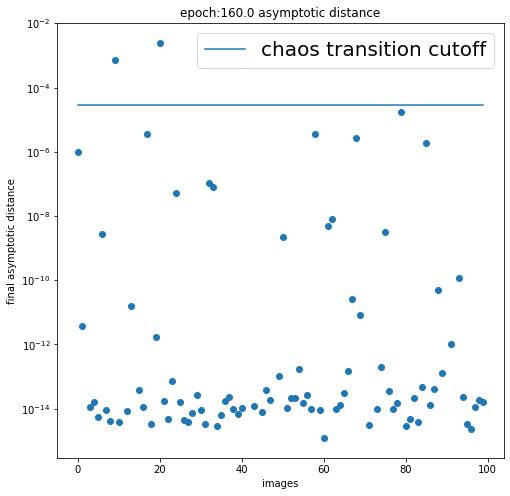 epoch:160.0 asymptotic distance
chaos transition cutoff
final asymptotic distance
10⁻²
10⁻⁴
10⁻⁶
10⁻⁸
10⁻¹⁰
10⁻¹²
10⁻¹⁴
0 20 40 60 80 100
images